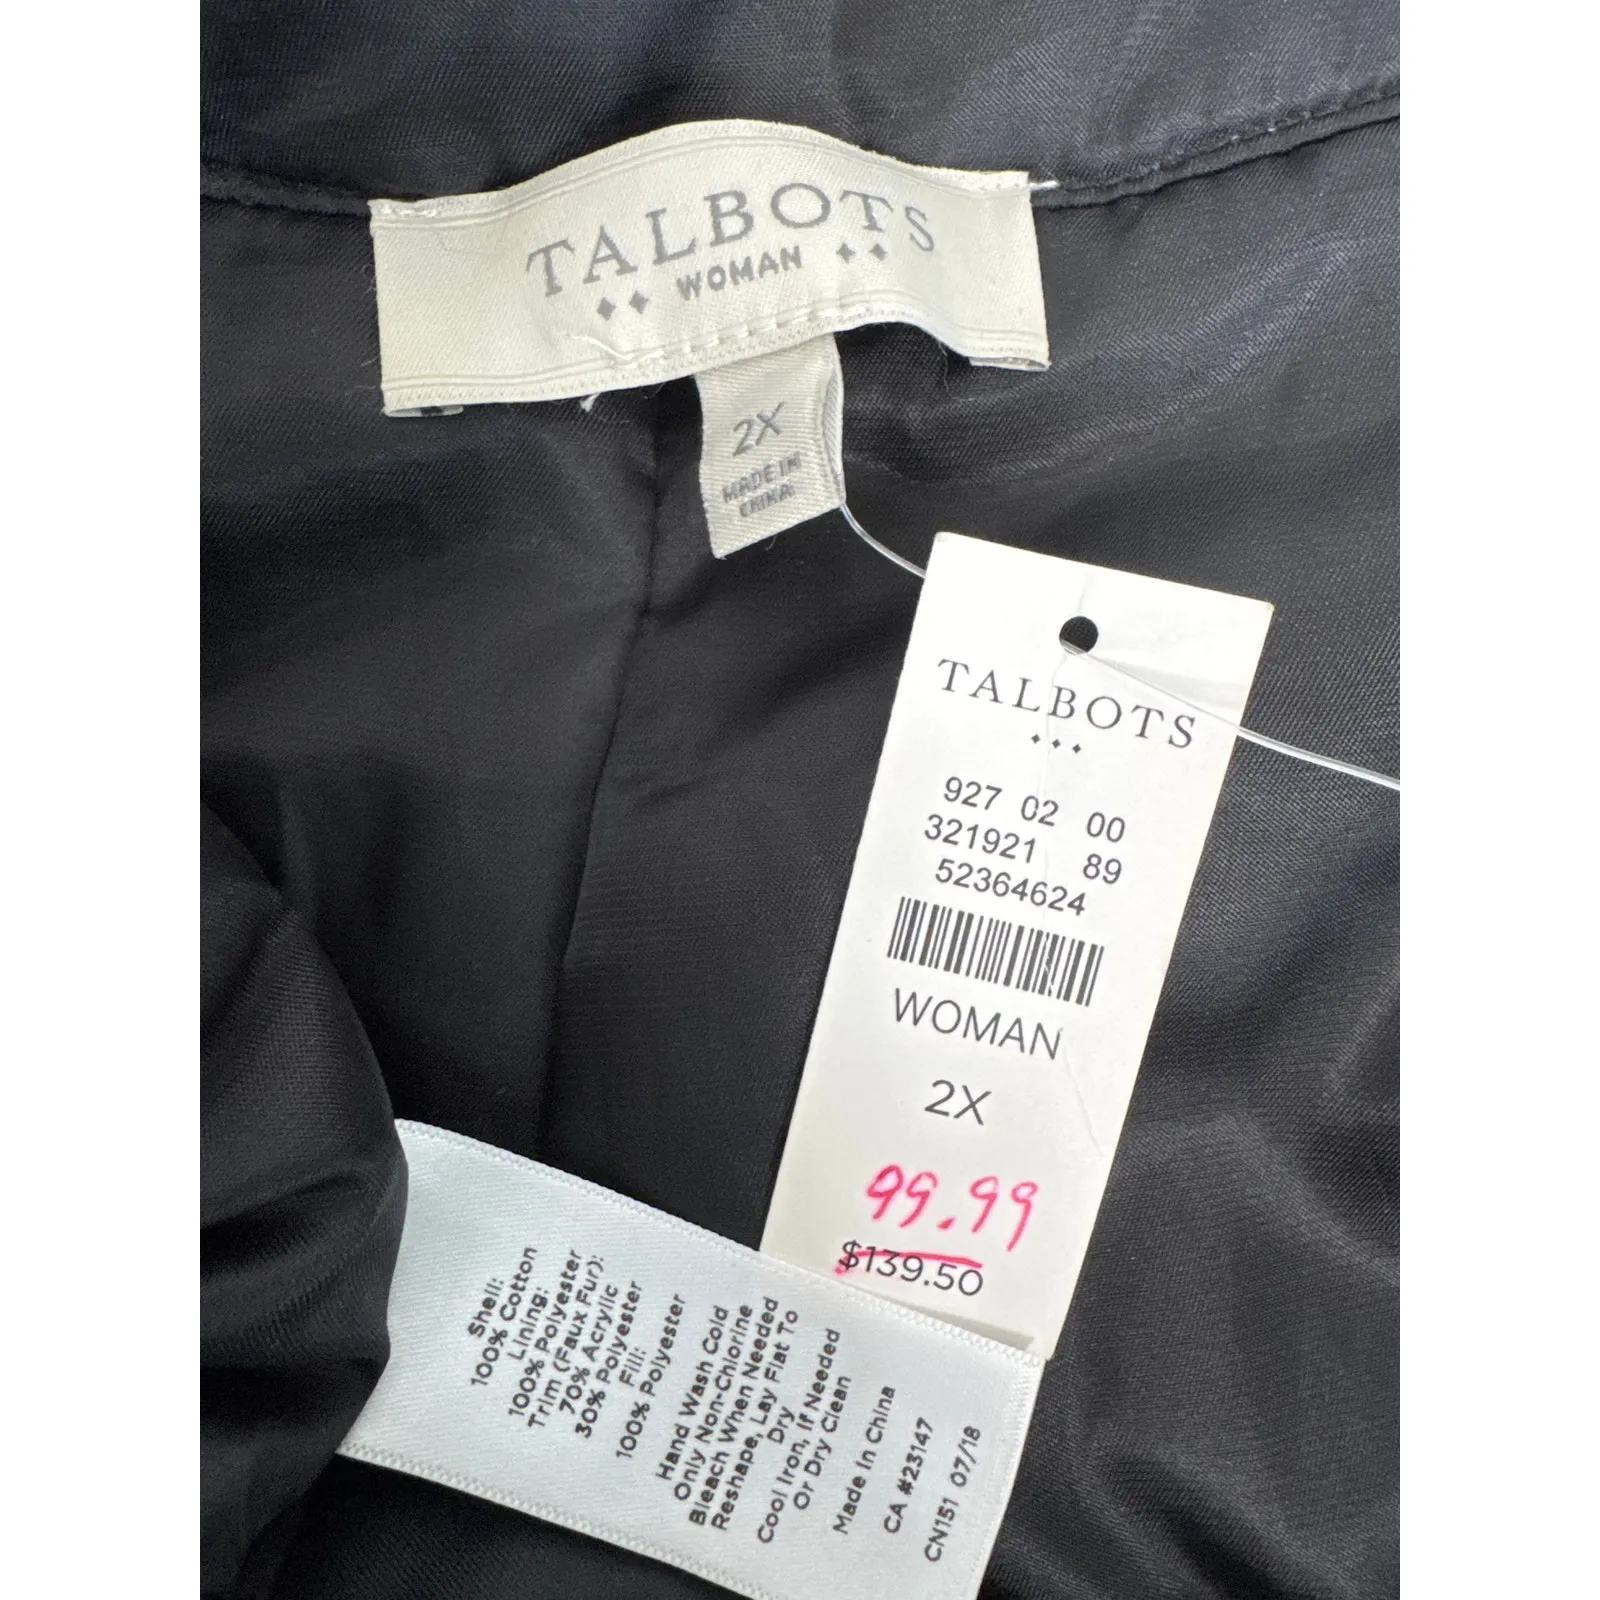 TALBOTS
WOMAN
2X
MADE IN
CHINA
TALBOTS
927 02 00
321921 89
52364624
WOMAN
2X
99.99
$139.50
Shell:
100% Cotton
Lining:
100% Polyester
Trim (Faux Fur):
70% Acrylic
30% Polyester
Fill:
100% Polyester
Hand Wash Cold
Only Non-Chlorine
Bleach When Needed
Reshape, Lay Flat To
Dry
Cool Iron, If Needed
Or Dry Clean
Made In China
CA #23147
CN151 07/18